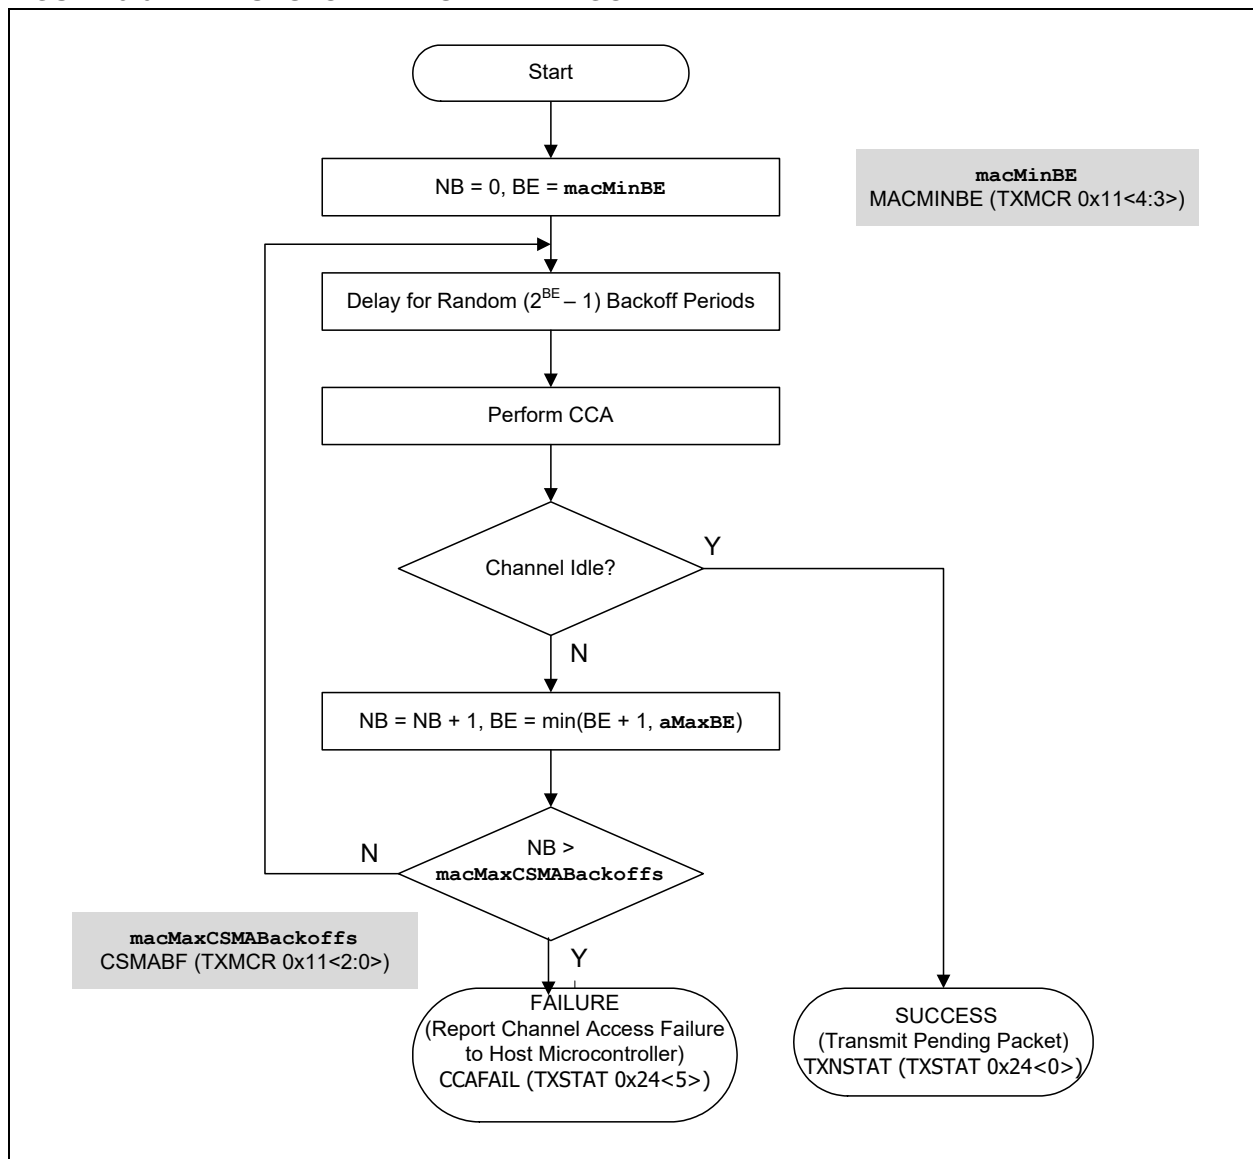 Start
NB = 0, BE = macMinBE
macMinBE
MACMINBE (TXMCR 0x11<4:3>)
Delay for Random (2^BE – 1) Backoff Periods
Perform CCA
Channel Idle?
Y
N
NB = NB + 1, BE = min(BE + 1, aMaxBE)
NB >
macMaxCSMABackoffs
N
macMaxCSMABackoffs
CSMABF (TXMCR 0x11<2:0>)
Y
FAILURE
(Report Channel Access Failure
to Host Microcontroller)
CCAFAIL (TXSTAT 0x24<5>)
SUCCESS
(Transmit Pending Packet)
TXNSTAT (TXSTAT 0x24<0>)